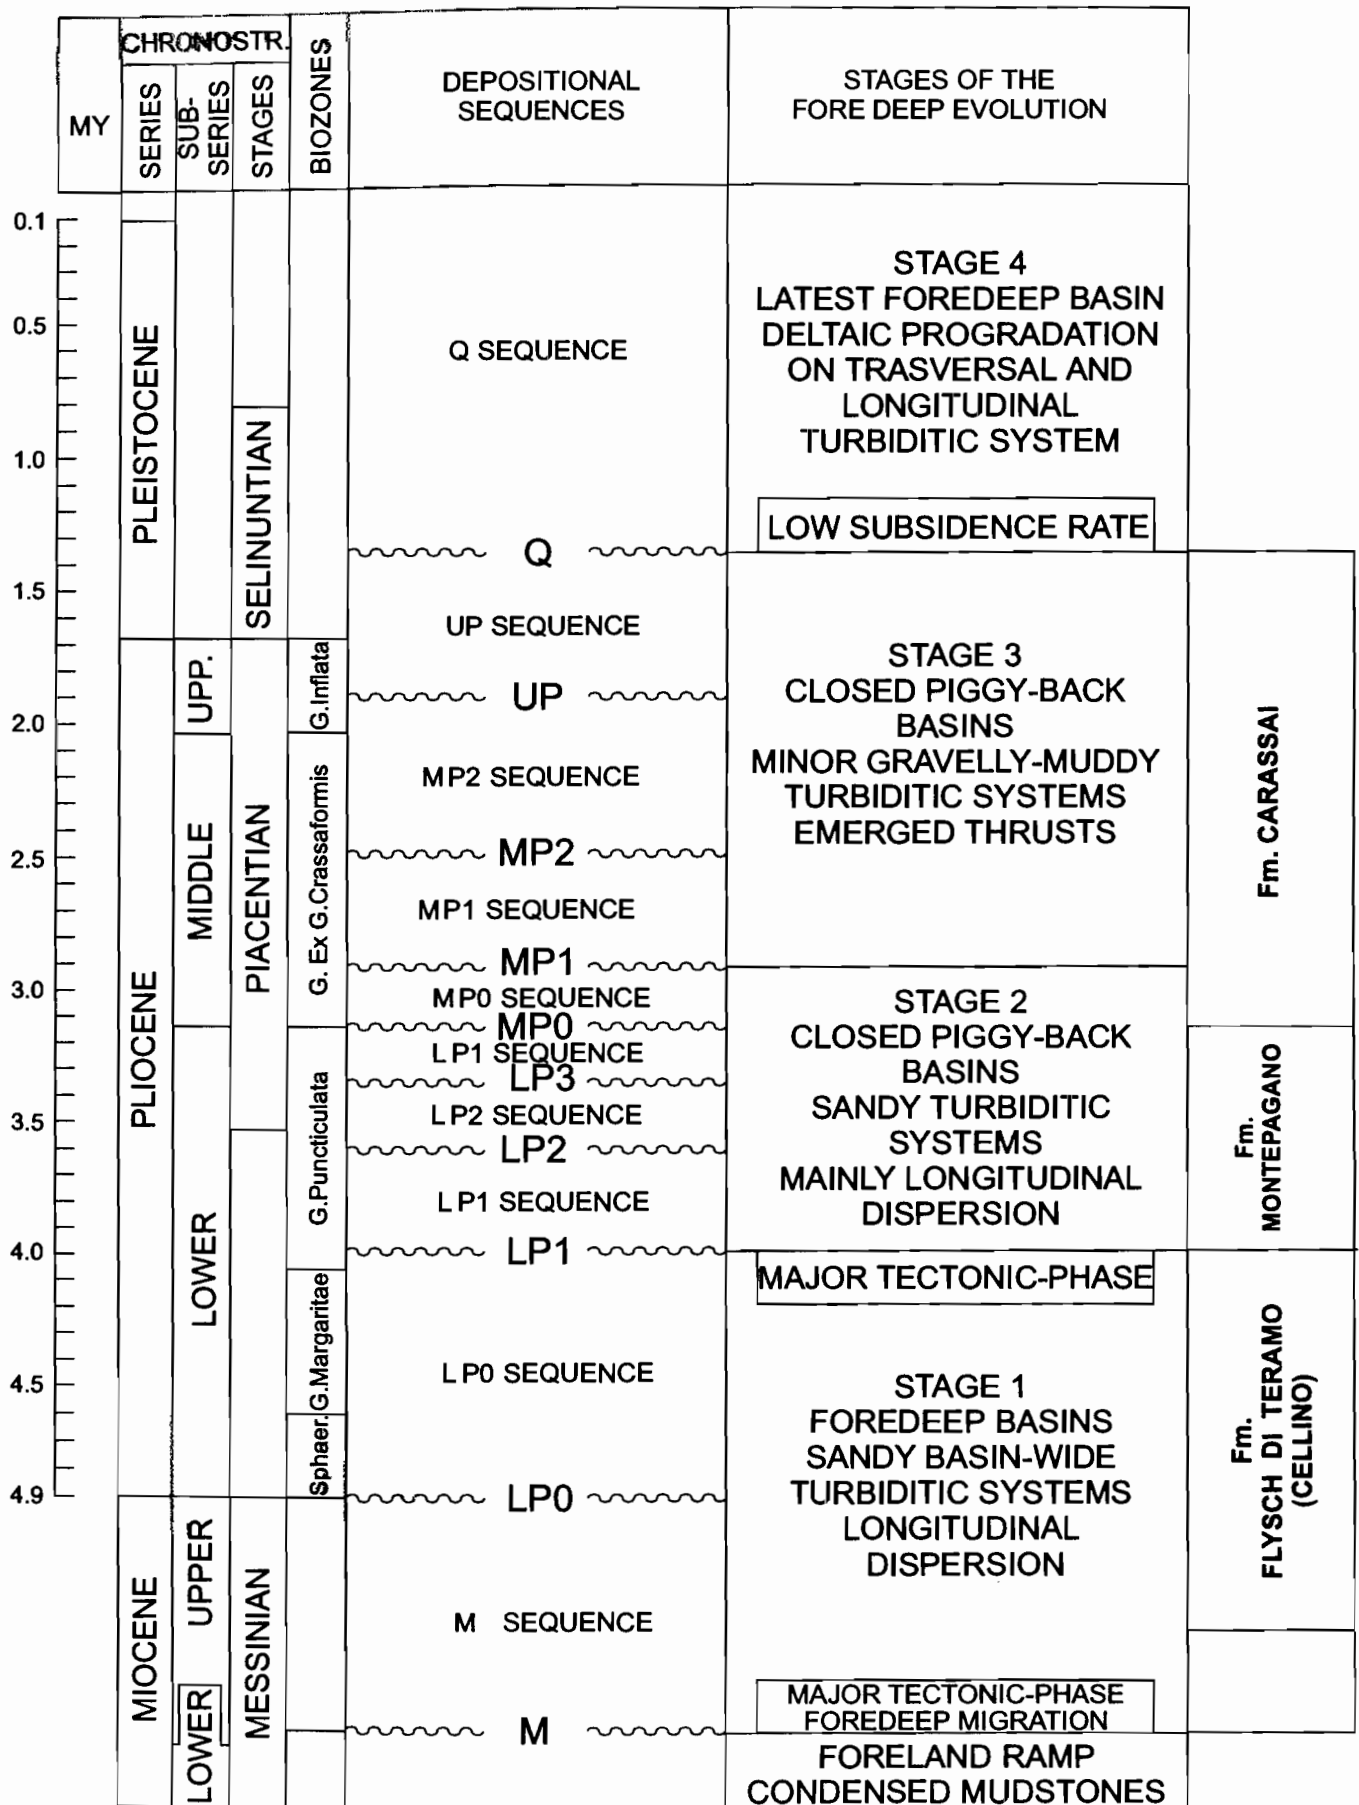 MY
CHRONOSTR.
SERIES
SUB-
SERIES
STAGES
BIOZONES
DEPOSITIONAL
SEQUENCES
STAGES OF THE
FORE DEEP EVOLUTION
0.1
0.5
1.0
1.5
2.0
2.5
3.0
3.5
4.0
4.5
4.9
PLEISTOCENE
PLIOCENE
MIOCENE
UPP.
MIDDLE
LOWER
UPPER
LOWER
SELINUNTIAN
PIACENTIAN
MESSINIAN
G.Inflata
G. Ex G.Crassaformis
G.Puncticulata
G.Margaritae
Sphaer.
Q SEQUENCE
Q
UP SEQUENCE
UP
MP2 SEQUENCE
MP2
MP1 SEQUENCE
MP1
MP0 SEQUENCE
MP0
LP1 SEQUENCE
LP3
LP2 SEQUENCE
LP2
LP1 SEQUENCE
LP1
LP0 SEQUENCE
LP0
M SEQUENCE
M
STAGE 4
LATEST FOREDEEP BASIN
DELTAIC PROGRADATION
ON TRASVERSAL AND
LONGITUDINAL
TURBIDITIC SYSTEM
LOW SUBSIDENCE RATE
STAGE 3
CLOSED PIGGY-BACK
BASINS
MINOR GRAVELLY-MUDDY
TURBIDITIC SYSTEMS
EMERGED THRUSTS
STAGE 2
CLOSED PIGGY-BACK
BASINS
SANDY TURBIDITIC
SYSTEMS
MAINLY LONGITUDINAL
DISPERSION
MAJOR TECTONIC-PHASE
STAGE 1
FOREDEEP BASINS
SANDY BASIN-WIDE
TURBIDITIC SYSTEMS
LONGITUDINAL
DISPERSION
MAJOR TECTONIC-PHASE
FOREDEEP MIGRATION
FORELAND RAMP
CONDENSED MUDSTONES
Fm. CARASSAI
Fm.
MONTEPAGANO
Fm.
FLYSCH DI TERAMO
(CELLINO)